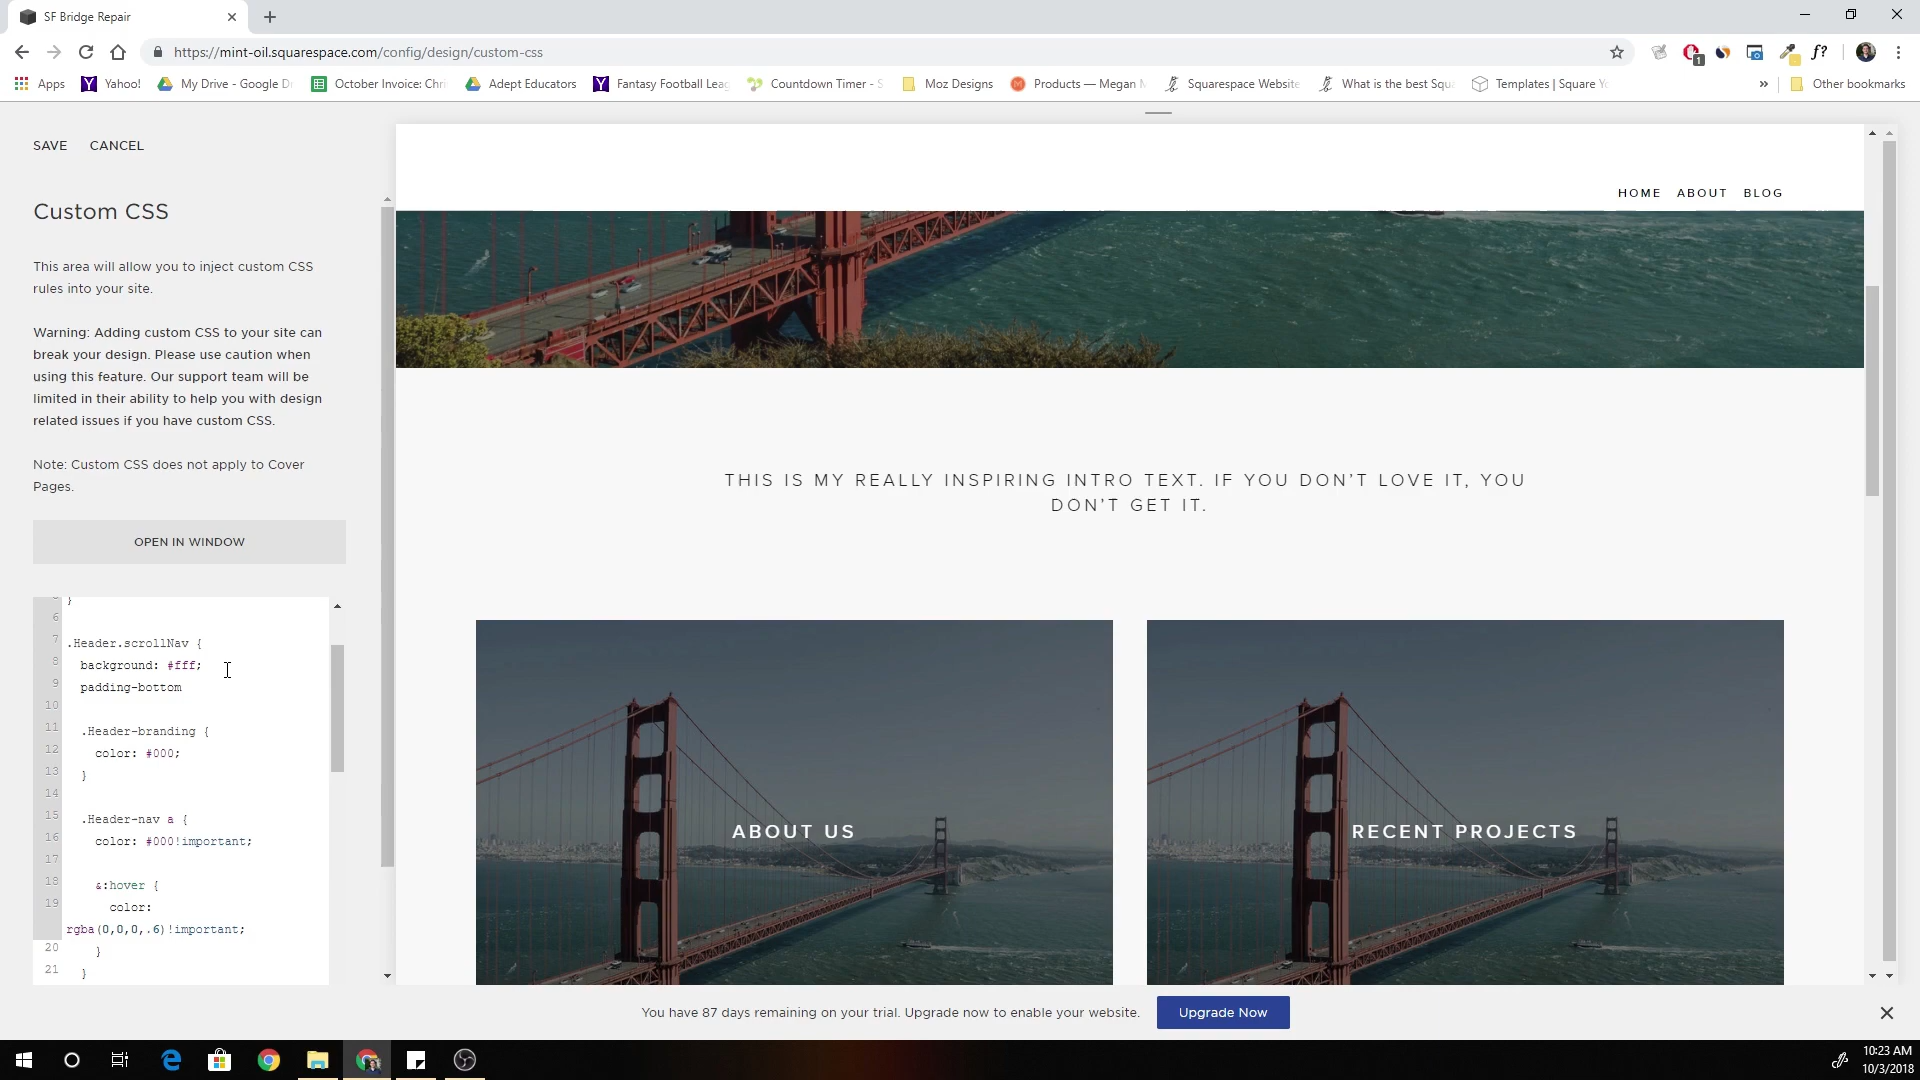 SF Bridge Repair
https://mint-oil.squarespace.com/config/design/custom-css
1
f?
Apps
Yahoo!
My Drive - Google D
October Invoice: Chri
Adept Educators
Fantasy Football Leag
Countdown Timer - S
Moz Designs
Products — Megan M
Squarespace Website
What is the best Squa
Templates | Square Yo
»
Other bookmarks
SAVE
CANCEL
Custom CSS
This area will allow you to inject custom CSS
rules into your site.
Warning: Adding custom CSS to your site can
break your design. Please use caution when
using this feature. Our support team will be
limited in their ability to help you with design
related issues if you have custom CSS.
Note: Custom CSS does not apply to Cover
Pages.
OPEN IN WINDOW
}
6
7 .Header.scrollNav {
8 background: #fff;
9 padding-bottom
10
11 .Header-branding {
12 color: #000;
13 }
14
15 .Header-nav a {
16 color: #000!important;
17
18 &:hover {
19 color:
rgba(0,0,0,.6)!important;
20 }
21 }
HOME ABOUT BLOG
THIS IS MY REALLY INSPIRING INTRO TEXT. IF YOU DON'T LOVE IT, YOU
DON'T GET IT.
ABOUT US
RECENT PROJECTS
You have 87 days remaining on your trial. Upgrade now to enable your website.
Upgrade Now
10:23 AM
10/3/2018